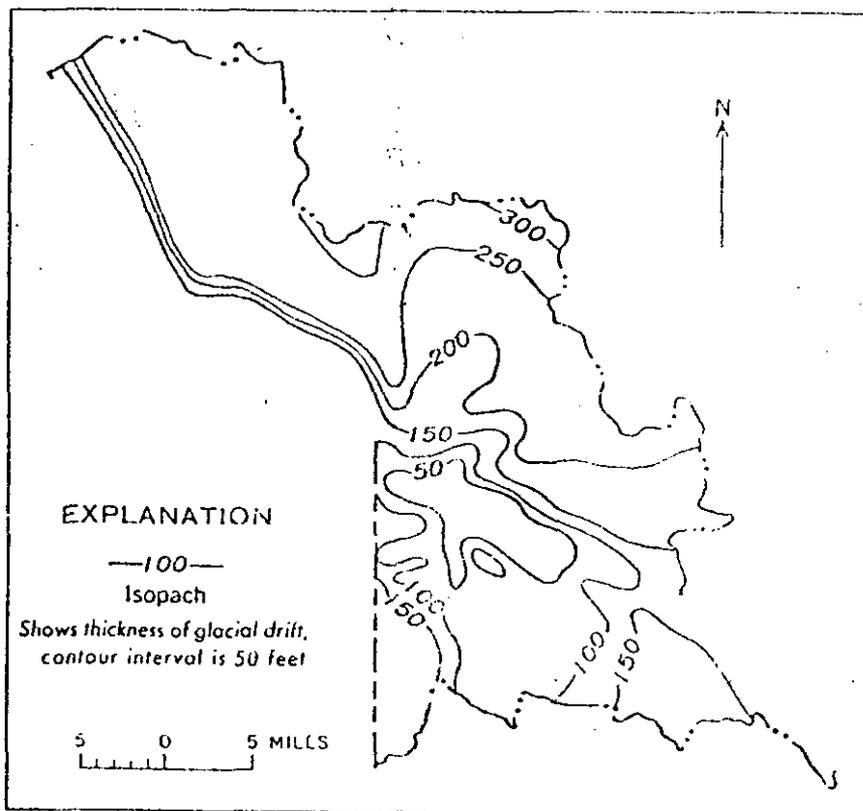 N
300
250
200
150
50
EXPLANATION
—100—
Isopach
Shows thickness of glacial drift,
contour interval is 50 feet
100
150
100
150
5 0 5 MILES